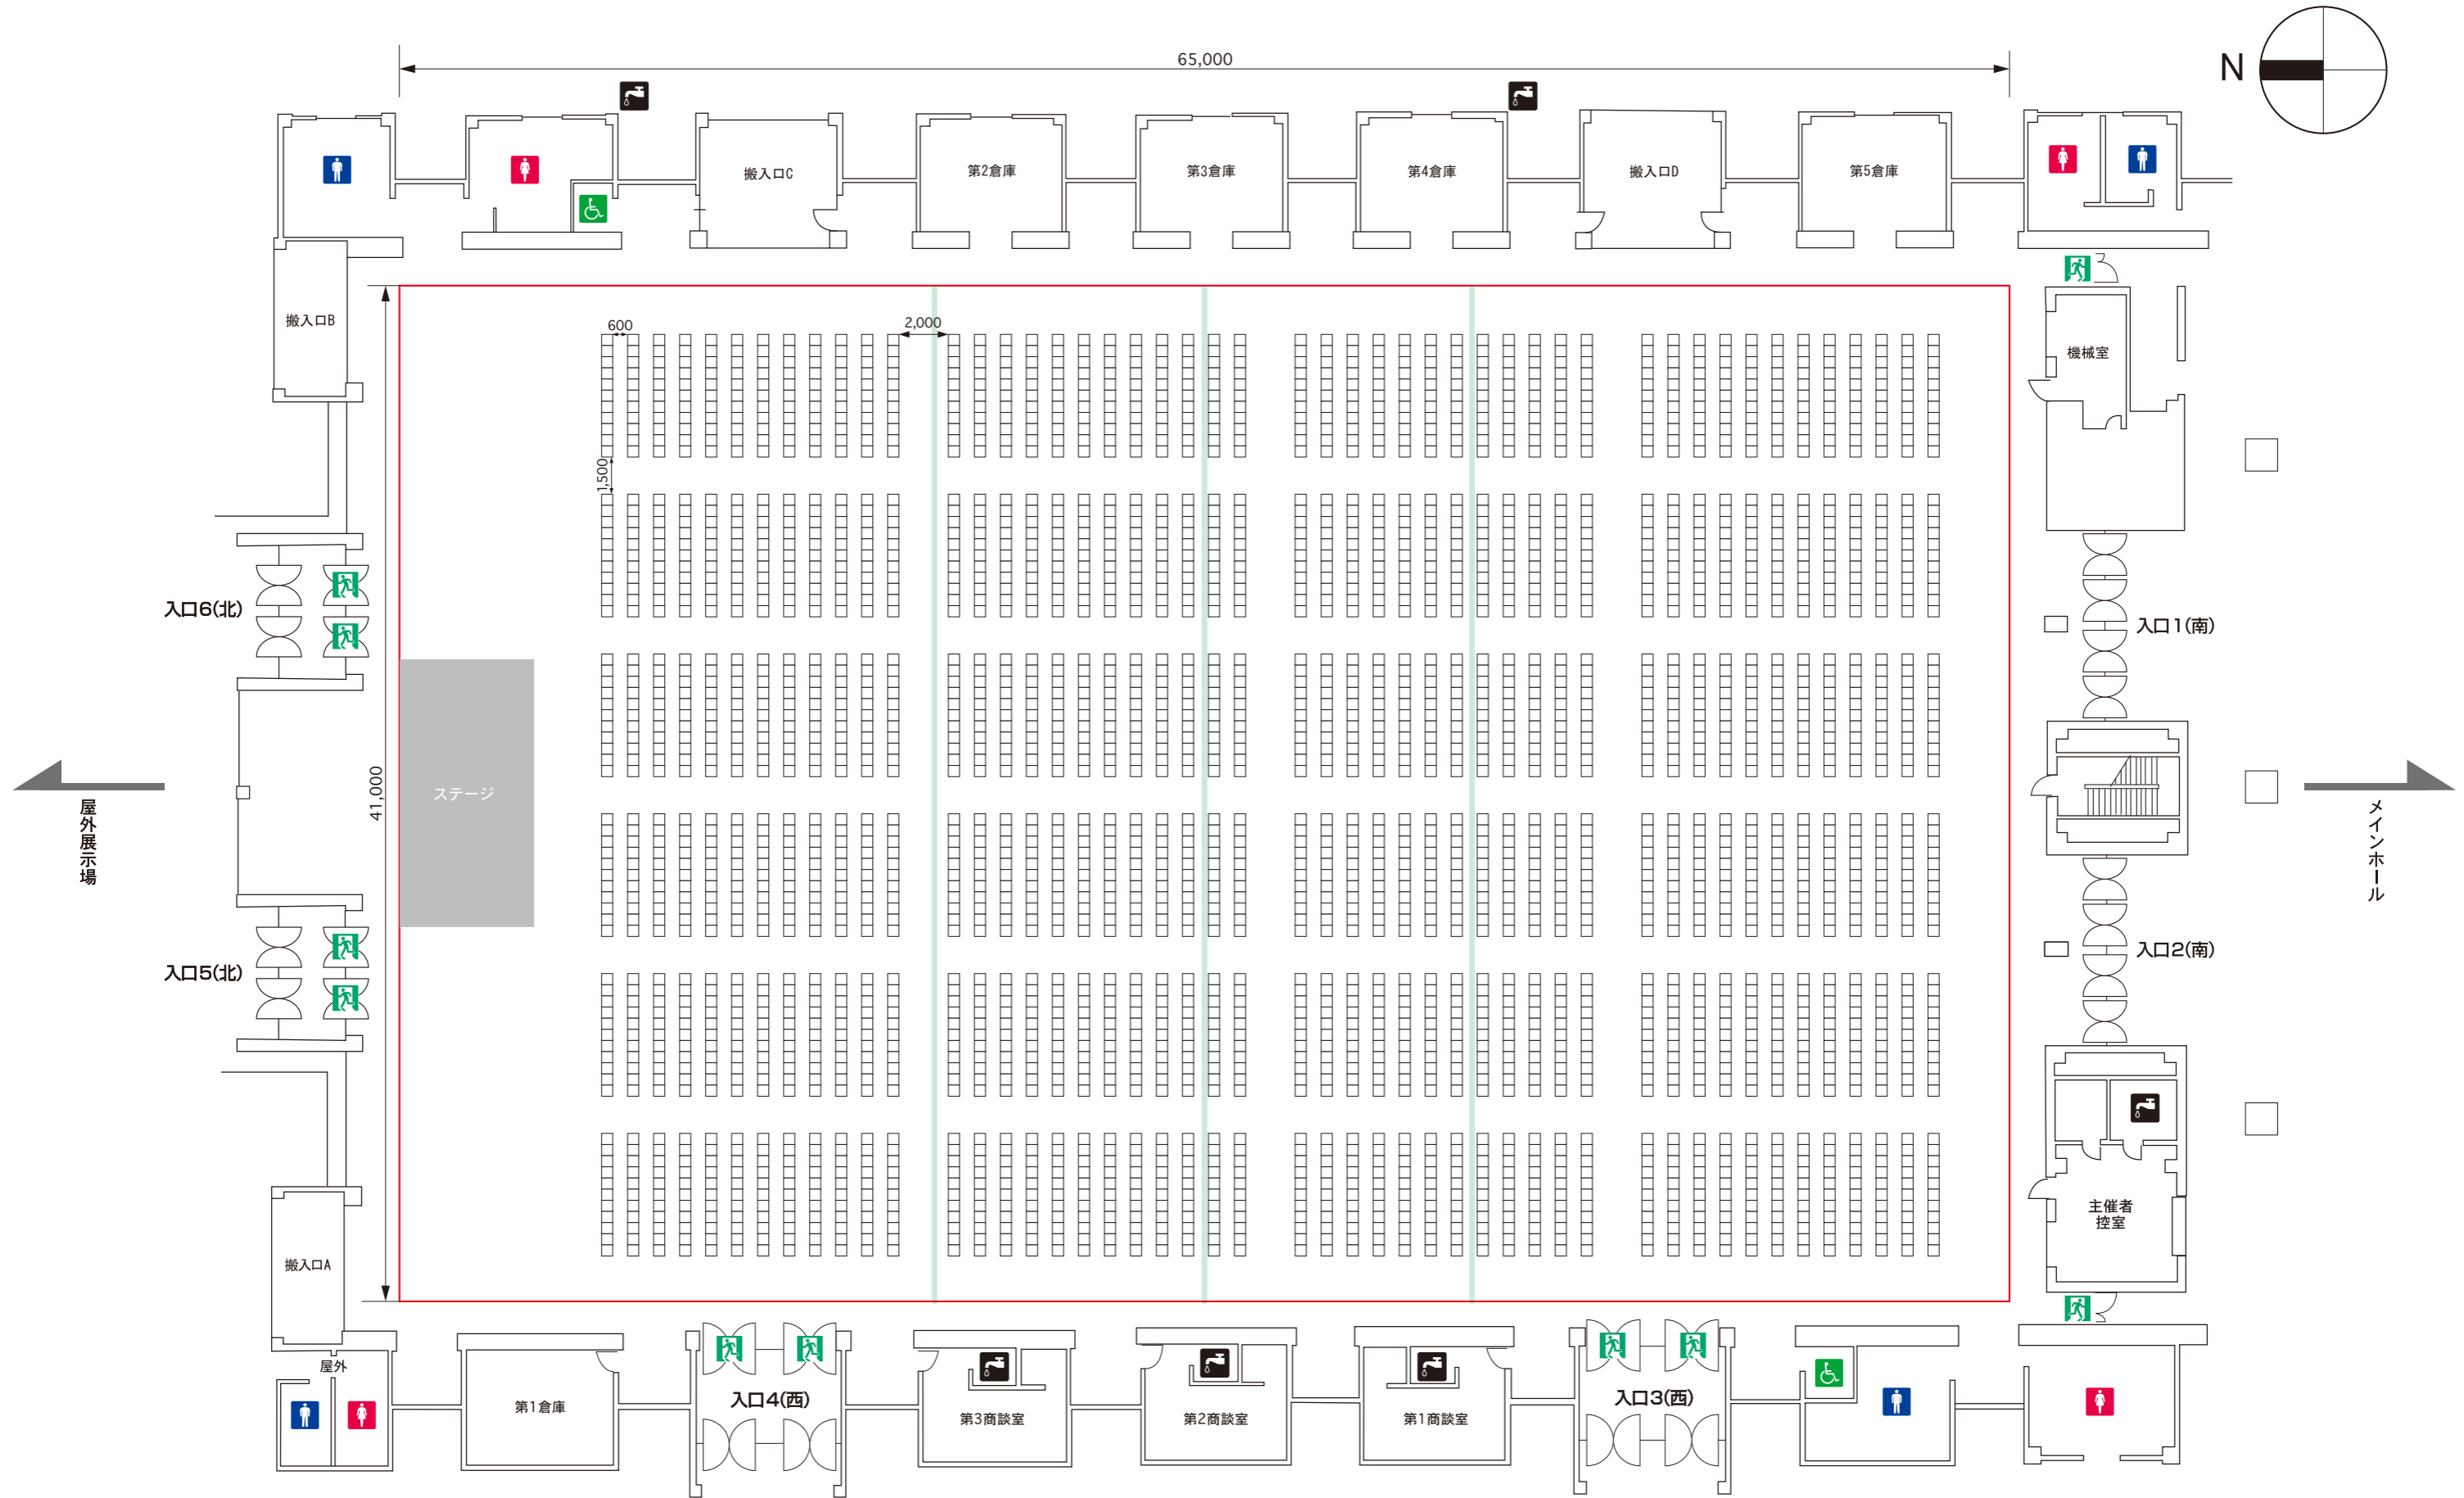 65,000
N
搬入口C
第2倉庫
第3倉庫
第4倉庫
搬入口D
第5倉庫
搬入口B
600
2,000
機械室
1,500
入口6(北)
入口1(南)
41,000
ステージ
屋外展示場
メインホール
入口5(北)
入口2(南)
主催者
控室
搬入口A
屋外
第1倉庫
入口4(西)
第3商談室
第2商談室
第1商談室
入口3(西)